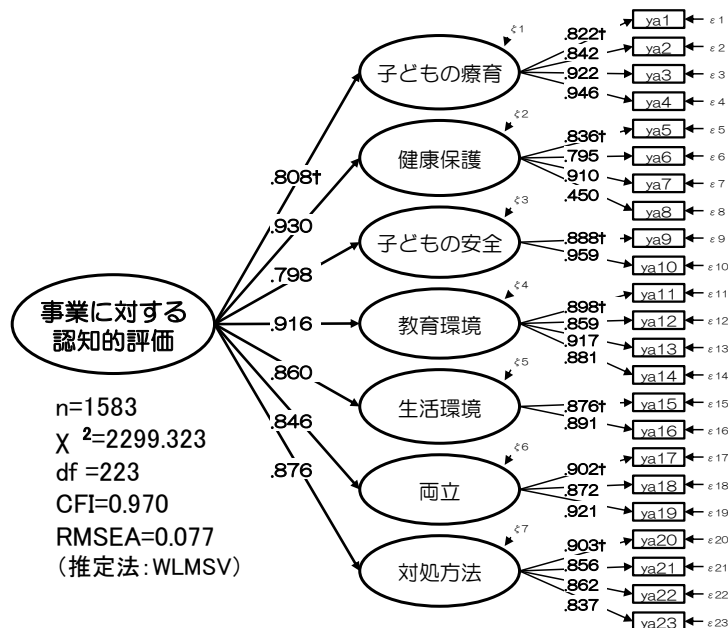 ζ1
子どもの療育
.822†
.842
.922
.946
ya1
ya2
ya3
ya4
ε1
ε2
ε3
ε4
ζ2
健康保護
.836†
.795
.910
.450
ya5
ya6
ya7
ya8
ε5
ε6
ε7
ε8
ζ3
子どもの安全
.888†
.959
ya9
ya10
ε9
ε10
ζ4
教育環境
.898†
.859
.917
.881
ya11
ya12
ya13
ya14
ε11
ε12
ε13
ε14
ζ5
生活環境
.876†
.891
ya15
ya16
ε15
ε16
ζ6
両立
.902†
.872
.921
ya17
ya18
ya19
ε17
ε18
ε19
ζ7
対処方法
.903†
.856
.862
.837
ya20
ya21
ya22
ya23
ε20
ε21
ε22
ε23
.808†
.930
.798
.916
.860
.846
.876
事業に対する
認知的評価
n=1583
χ ²=2299.323
df =223
CFI=0.970
RMSEA=0.077
（推定法：WLMSV）